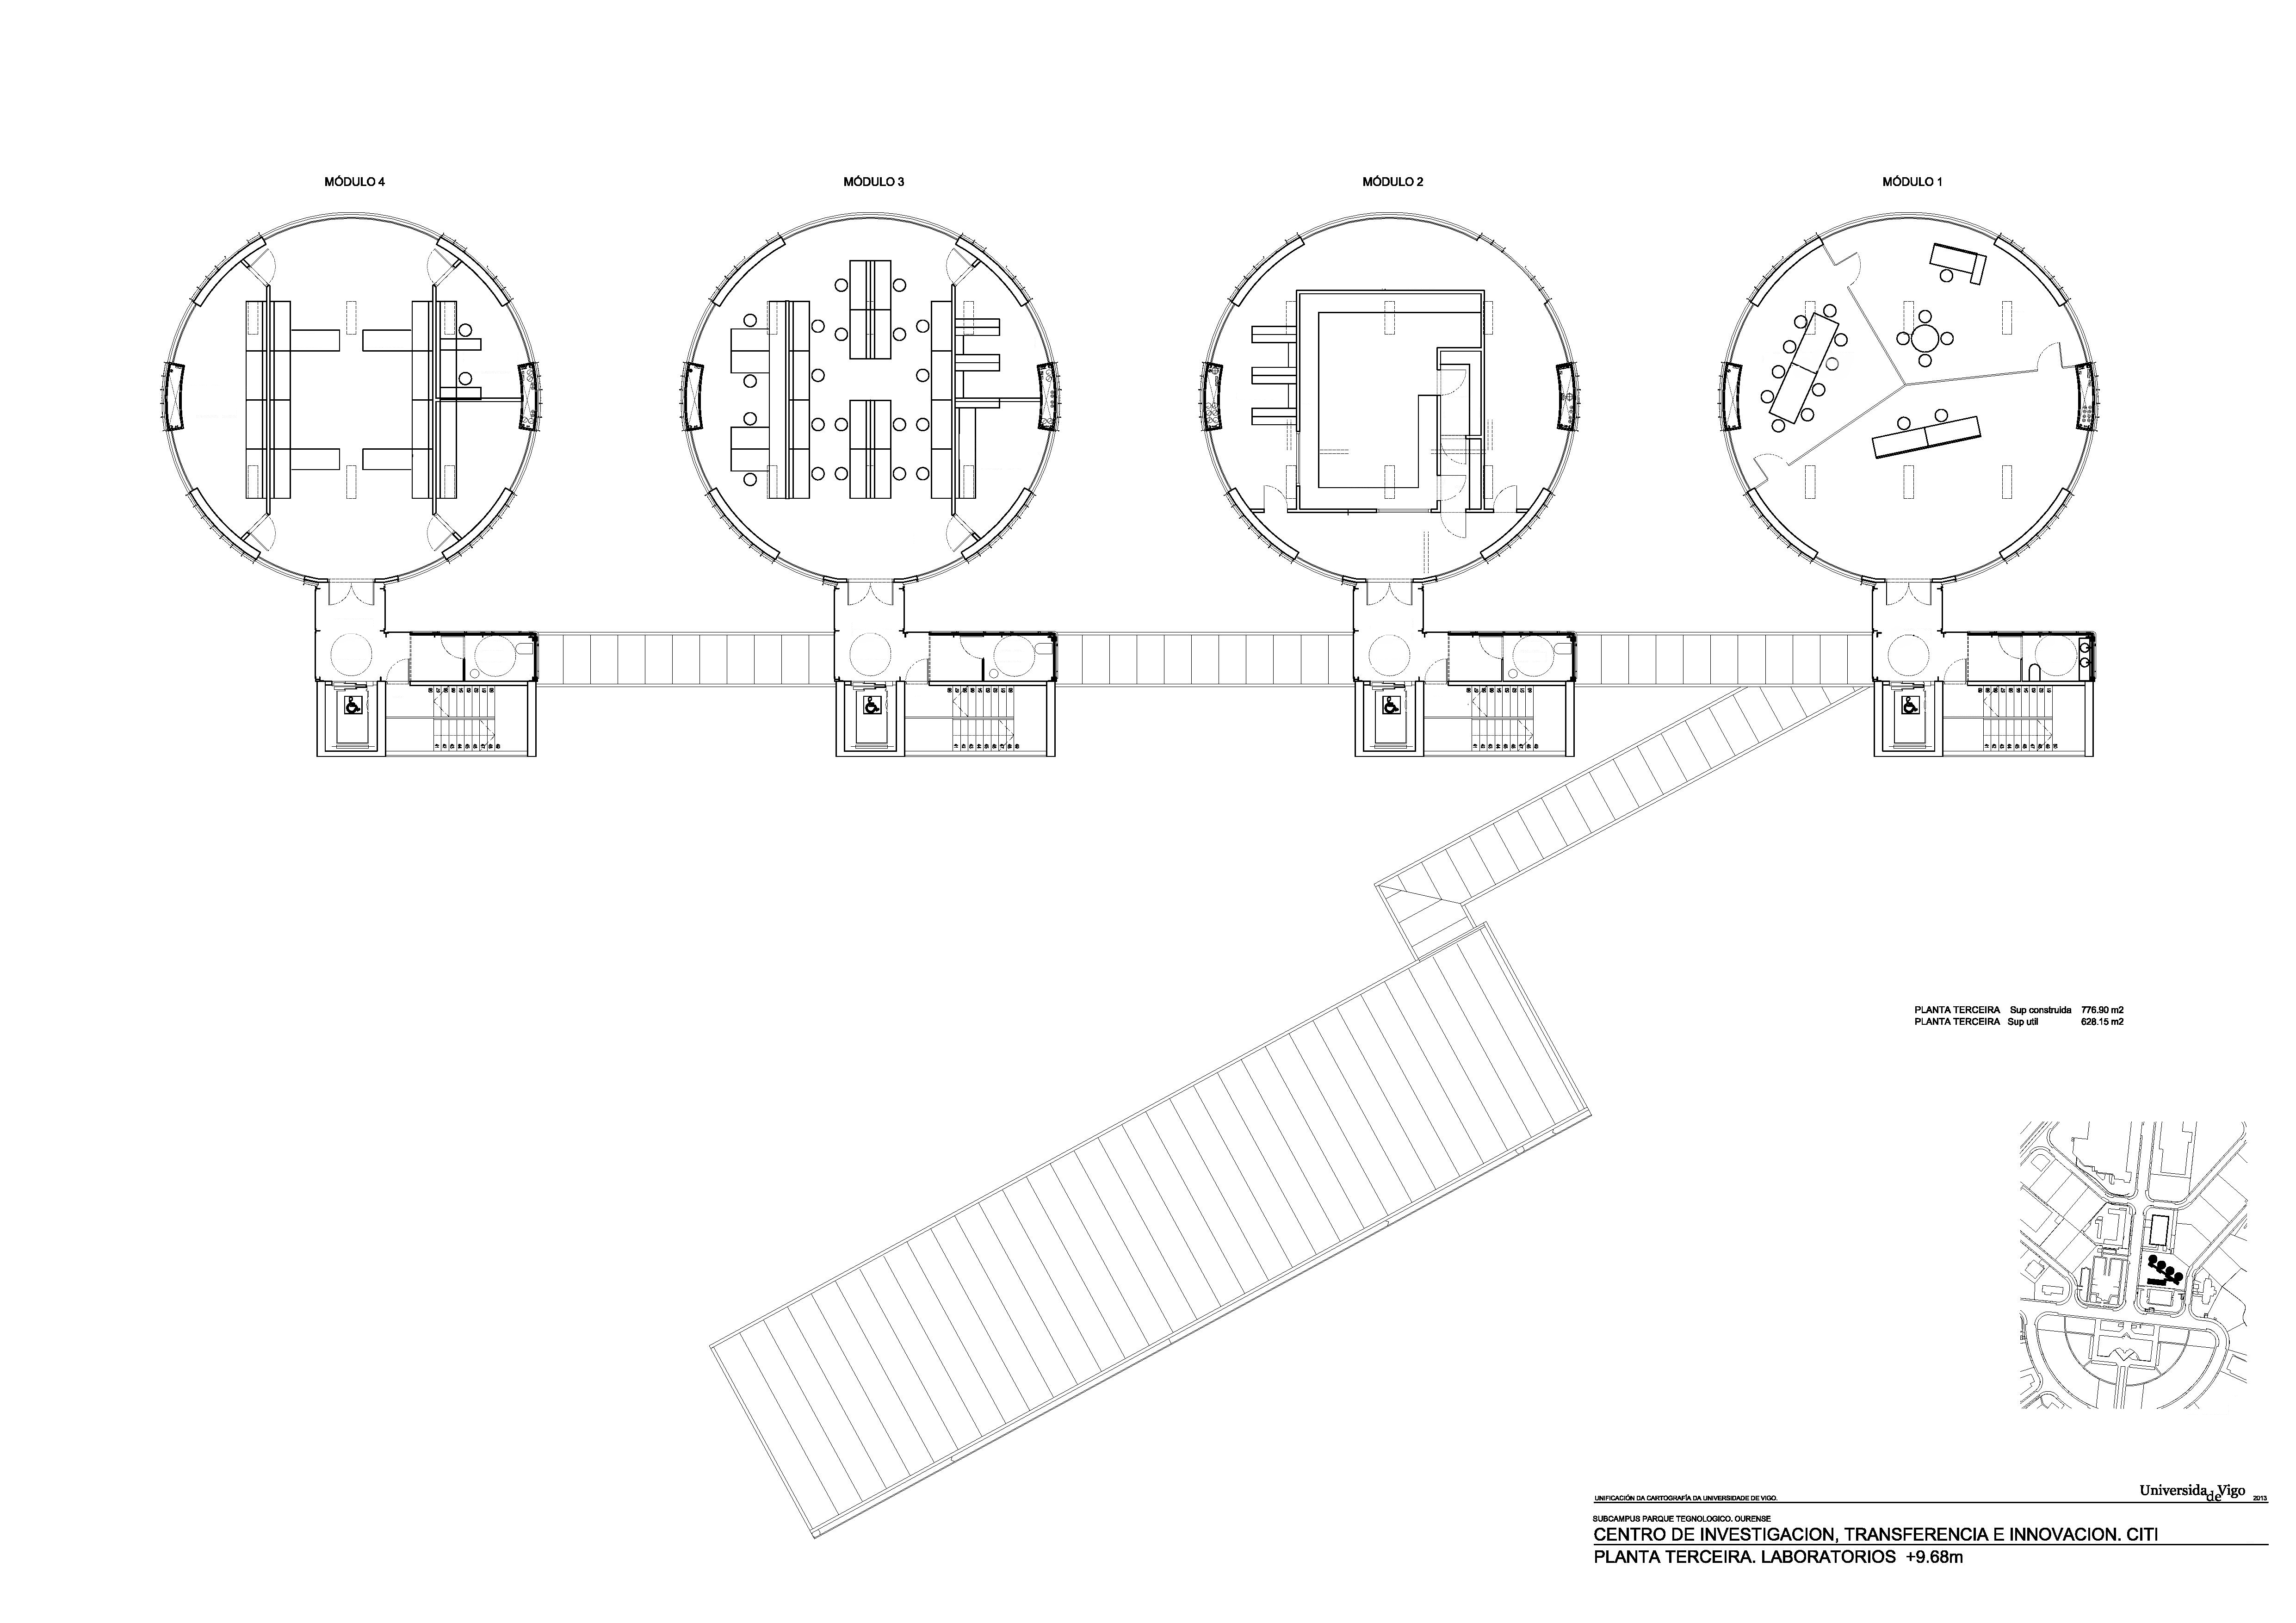 MÓDULO 4
MÓDULO 3
MÓDULO 2
MÓDULO 1
PLANTA TERCEIRA Sup construida 776.90 m2
PLANTA TERCEIRA Sup util 628.15 m2
UNIFICACIÓN DA CARTOGRAFÍA DA UNIVERSIDADE DE VIGO.
UniversidadeVigo
2013
SUBCAMPUS PARQUE TEGNOLOGICO. OURENSE
CENTRO DE INVESTIGACION, TRANSFERENCIA E INNOVACION. CITI
PLANTA TERCEIRA. LABORATORIOS +9.68m